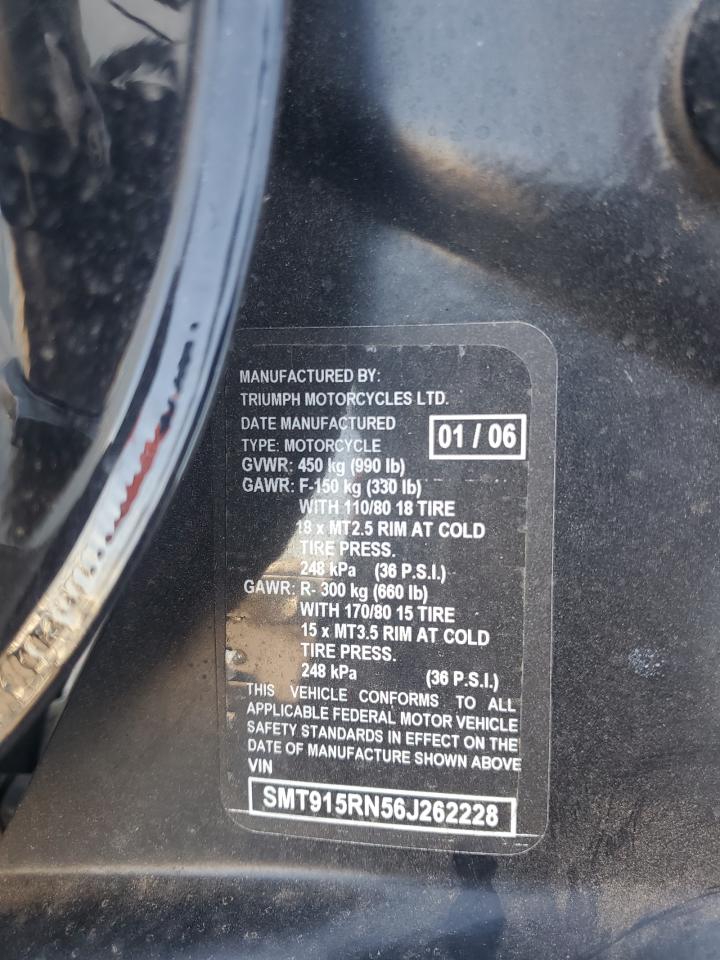 MANUFACTURED BY:
TRIUMPH MOTORCYCLES LTD.
DATE MANUFACTURED 01 / 06
TYPE: MOTORCYCLE
GVWR: 450 kg (990 lb)
GAWR: F-150 kg (330 lb)
WITH 110/80 18 TIRE
18 x MT2.5 RIM AT COLD
TIRE PRESS.
248 kPa (36 P.S.I.)
GAWR: R- 300 kg (660 lb)
WITH 170/80 15 TIRE
15 x MT3.5 RIM AT COLD
TIRE PRESS.
248 kPa (36 P.S.I.)
THIS VEHICLE CONFORMS TO ALL
APPLICABLE FEDERAL MOTOR VEHICLE
SAFETY STANDARDS IN EFFECT ON THE
DATE OF MANUFACTURE SHOWN ABOVE
VIN
SMT915RN56J262228